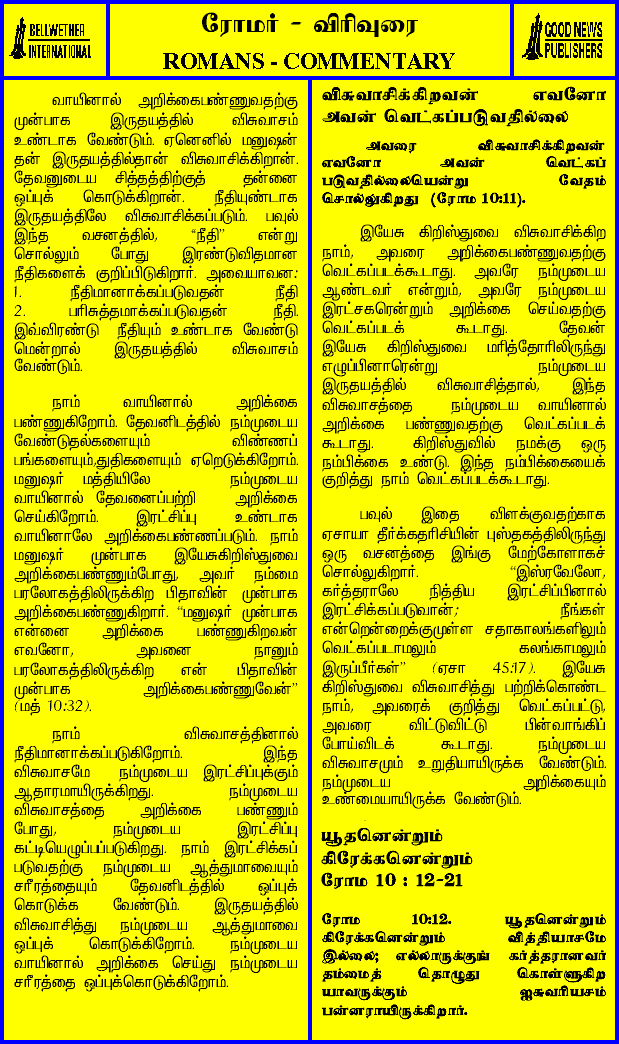 BELLWETHER
INTERNATIONAL
ரோமர் - விரிவுரை
ROMANS - COMMENTARY
GOOD NEWS
PUBLISHERS
வாயினால் அறிக்கைபண்ணுவதற்கு
முன்பாக இருதயத்தில் விசுவாசம்
உண்டாக வேண்டும். ஏனெனில் மனுஷன்
தன் இருதயத்தில்தான் விசுவாசிக்கிறான்.
தேவனுடைய சித்தத்திற்குத் தன்னை
ஒப்புக் கொடுக்கிறான். நீதியுண்டாக
இருதயத்திலே விசுவாசிக்கப்படும். பவுல்
இந்த வசனத்தில், “நீதி” என்று
சொல்லும் போது இரண்டுவிதமான
நீதிகளைக் குறிப்பிடுகிறார். அவையாவன:
1. நீதிமானாக்கப்படுவதன் நீதி
2. பரிசுத்தமாக்கப்படுவதன் நீதி.
இவ்விரண்டு நீதியும் உண்டாக வேண்டு
மென்றால் இருதயத்தில் விசுவாசம்
வேண்டும்.
நாம் வாயினால் அறிக்கை
பண்ணுகிறோம். தேவனிடத்தில் நம்முடைய
வேண்டுதல்களையும் விண்ணப்
பங்களையும்,துதிகளையும் ஏறெடுக்கிறோம்.
மனுஷர் மத்தியிலே நம்முடைய
வாயினால் தேவனைப்பற்றி அறிக்கை
செய்கிறோம். இரட்சிப்பு உண்டாக
வாயினாலே அறிக்கைபண்ணப்படும். நாம்
மனுஷர் முன்பாக இயேசுகிறிஸ்துவை
அறிக்கைபண்ணும்போது, அவர் நம்மை
பரலோகத்திலிருக்கிற பிதாவின் முன்பாக
அறிக்கைபண்ணுகிறார். “மனுஷர் முன்பாக
என்னை அறிக்கை பண்ணுகிறவன்
எவனோ, அவனை நானும்
பரலோகத்திலிருக்கிற என் பிதாவின்
முன்பாக அறிக்கைபண்ணுவேன்”
(மத் 10:32).
நாம் விசுவாசத்தினால்
நீதிமானாக்கப்படுகிறோம். இந்த
விசுவாசமே நம்முடைய இரட்சிப்புக்கும்
ஆதாரமாயிருக்கிறது. நம்முடைய
விசுவாசத்தை அறிக்கை பண்ணும்
போது, நம்முடைய இரட்சிப்பு
கட்டியெழுப்பப்படுகிறது. நாம் இரட்சிக்கப்
படுவதற்கு நம்முடைய ஆத்துமாவையும்
சரீரத்தையும் தேவனிடத்தில் ஒப்புக்
கொடுக்க வேண்டும். இருதயத்தில்
விசுவாசித்து நம்முடைய ஆத்துமாவை
ஒப்புக் கொடுக்கிறோம். நம்முடைய
வாயினால் அறிக்கை செய்து நம்முடைய
சரீரத்தை ஒப்புக்கொடுக்கிறோம்.
விசுவாசிக்கிறவன் எவனோ
அவன் வெட்கப்படுவதில்லை
அவரை விசுவாசிக்கிறவன்
எவனோ அவன் வெட்கப்
படுவதில்லையென்று வேதம்
சொல்லுகிறது (ரோம 10:11).
இயேசு கிறிஸ்துவை விசுவாசிக்கிற
நாம், அவரை அறிக்கைபண்ணுவதற்கு
வெட்கப்படக்கூடாது. அவரே நம்முடைய
ஆண்டவர் என்றும், அவரே நம்முடைய
இரட்சகரென்றும் அறிக்கை செய்வதற்கு
வெட்கப்படக் கூடாது. தேவன்
இயேசு கிறிஸ்துவை மரித்தோரிலிருந்து
எழுப்பினாரென்று நம்முடைய
இருதயத்தில் விசுவாசித்தால், இந்த
விசுவாசத்தை நம்முடைய வாயினால்
அறிக்கை பண்ணுவதற்கு வெட்கப்படக்
கூடாது. கிறிஸ்துவில் நமக்கு ஒரு
நம்பிக்கை உண்டு. இந்த நம்பிக்கையைக்
குறித்து நாம் வெட்கப்படக்கூடாது.
பவுல் இதை விளக்குவதற்காக
ஏசாயா தீர்க்கதரிசியின் புஸ்தகத்திலிருந்து
ஒரு வசனத்தை இங்கு மேற்கோளாகச்
சொல்லுகிறார். “இஸ்ரவேலோ,
கர்த்தராலே நித்திய இரட்சிப்பினால்
இரட்சிக்கப்படுவான்; நீங்கள்
என்றென்றைக்குமுள்ள சதாகாலங்களிலும்
வெட்கப்படாமலும் கலங்காமலும்
இருப்பீர்கள்” (ஏசா 45:17). இயேசு
கிறிஸ்துவை விசுவாசித்து பற்றிக்கொண்ட
நாம், அவரைக் குறித்து வெட்கப்பட்டு,
அவரை விட்டுவிட்டு பின்வாங்கிப்
போய்விடக் கூடாது. நம்முடைய
விசுவாசமும் உறுதியாயிருக்க வேண்டும்.
நம்முடைய அறிக்கையும்
உண்மையாயிருக்க வேண்டும்.
யூதனென்றும்
கிரேக்கனென்றும்
ரோம 10 : 12-21
ரோம 10:12. யூதனென்றும்
கிரேக்கனென்றும் வித்தியாசமே
இல்லை; எல்லாருக்குங் கர்த்தரானவர்
தம்மைத் தொழுது கொள்ளுகிற
யாவருக்கும் ஐசுவரியசம்
பன்னராயிருக்கிறார்.